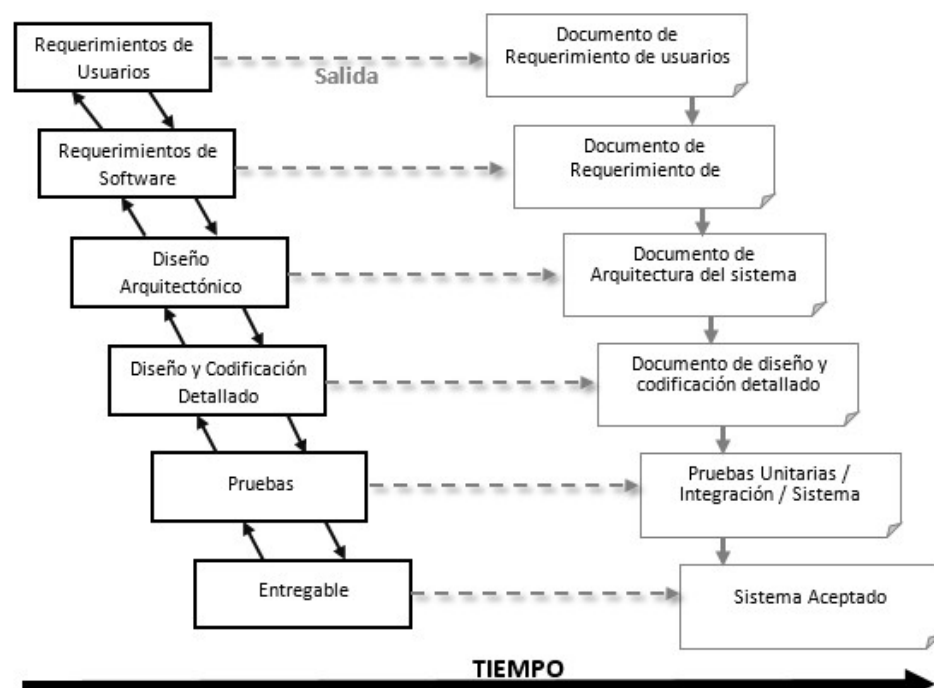 Requerimientos de
Usuarios
Salida
Documento de
Requerimiento de usuarios
Requerimientos de
Software
Documento de
Requerimiento de
Diseño
Arquitectónico
Documento de
Arquitectura del sistema
Diseño y Codificación
Detallado
Documento de diseño y
codificación detallado
Pruebas
Pruebas Unitarias /
Integración / Sistema
Entregable
Sistema Aceptado
TIEMPO